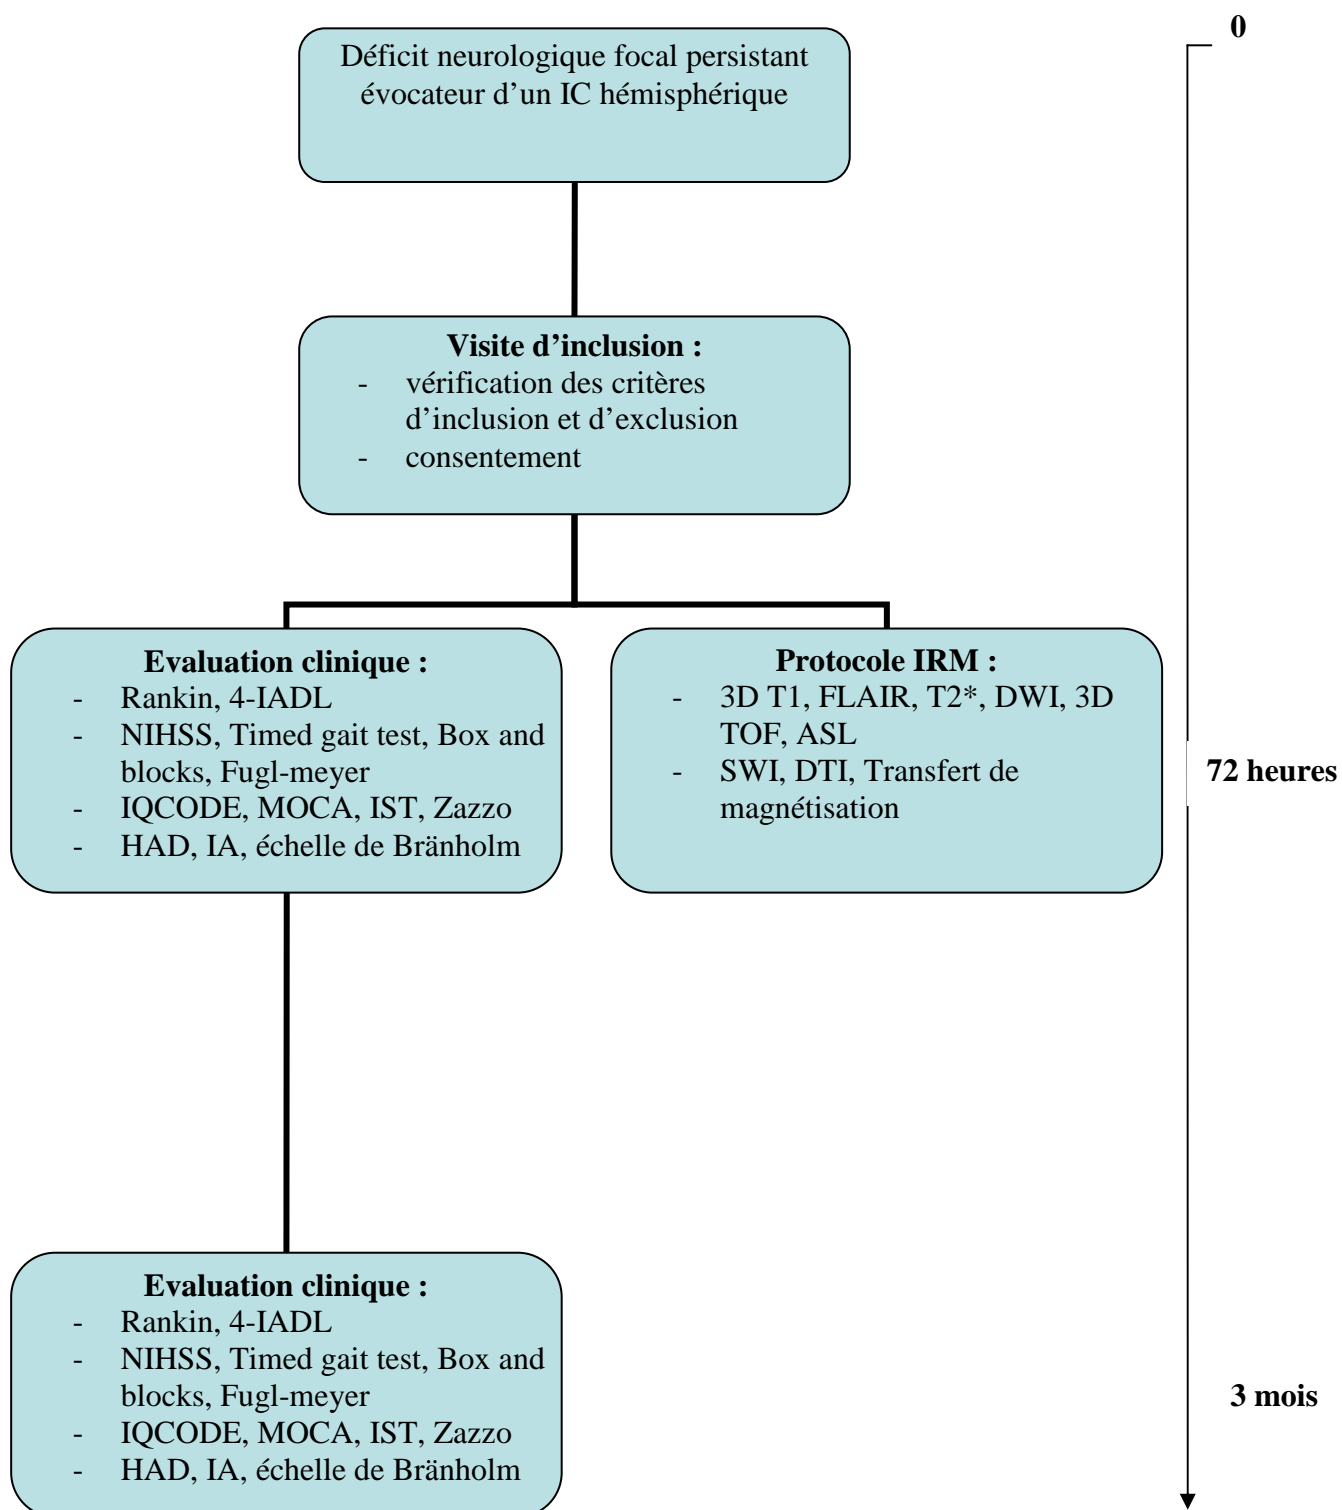 0
Déficit neurologique focal persistant
évocateur d’un IC hémisphérique
Visite d’inclusion :
- vérification des critères
d’inclusion et d’exclusion
- consentement
Evaluation clinique :
- Rankin, 4-IADL
- NIHSS, Timed gait test, Box and
blocks, Fugl-meyer
- IQCODE, MOCA, IST, Zazzo
- HAD, IA, échelle de Bränholm
Protocole IRM :
- 3D T1, FLAIR, T2*, DWI, 3D
TOF, ASL
- SWI, DTI, Transfert de
magnétisation
72 heures
Evaluation clinique :
- Rankin, 4-IADL
- NIHSS, Timed gait test, Box and
blocks, Fugl-meyer
- IQCODE, MOCA, IST, Zazzo
- HAD, IA, échelle de Bränholm
3 mois